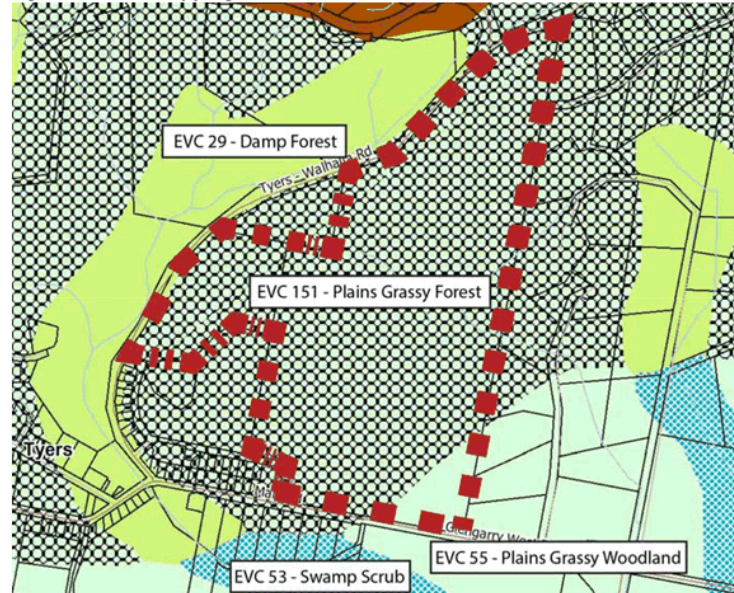 EVC 29 - Damp Forest
Tyers - Walhalla Rd
EVC 151 - Plains Grassy Forest
Tyers
Glengarry West
EVC 55 - Plains Grassy Woodland
EVC 53 - Swamp Scrub